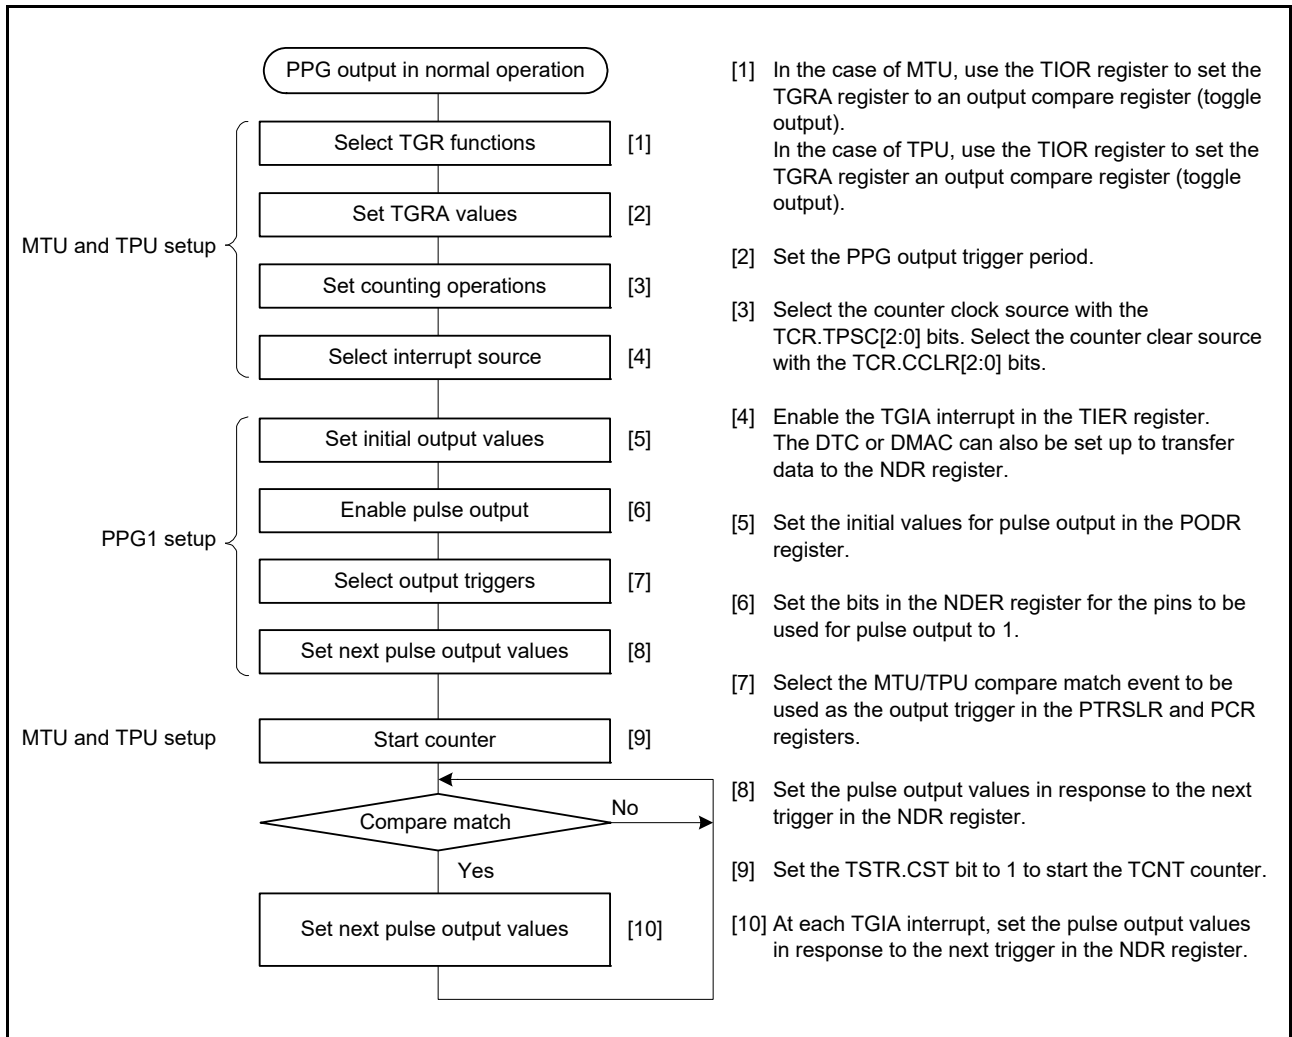 PPG output in normal operation
MTU and TPU setup
Select TGR functions [1]
Set TGRA values [2]
Set counting operations [3]
Select interrupt source [4]
PPG1 setup
Set initial output values [5]
Enable pulse output [6]
Select output triggers [7]
Set next pulse output values [8]
MTU and TPU setup
Start counter [9]
Compare match
No
Yes
Set next pulse output values [10]
[1] In the case of MTU, use the TIOR register to set the
TGRA register to an output compare register (toggle
output).
In the case of TPU, use the TIOR register to set the
TGRA register an output compare register (toggle
output).
[2] Set the PPG output trigger period.
[3] Select the counter clock source with the
TCR.TPSC[2:0] bits. Select the counter clear source
with the TCR.CCLR[2:0] bits.
[4] Enable the TGIA interrupt in the TIER register.
The DTC or DMAC can also be set up to transfer
data to the NDR register.
[5] Set the initial values for pulse output in the PODR
register.
[6] Set the bits in the NDER register for the pins to be
used for pulse output to 1.
[7] Select the MTU/TPU compare match event to be
used as the output trigger in the PTRSLR and PCR
registers.
[8] Set the pulse output values in response to the next
trigger in the NDR register.
[9] Set the TSTR.CST bit to 1 to start the TCNT counter.
[10] At each TGIA interrupt, set the pulse output values
in response to the next trigger in the NDR register.